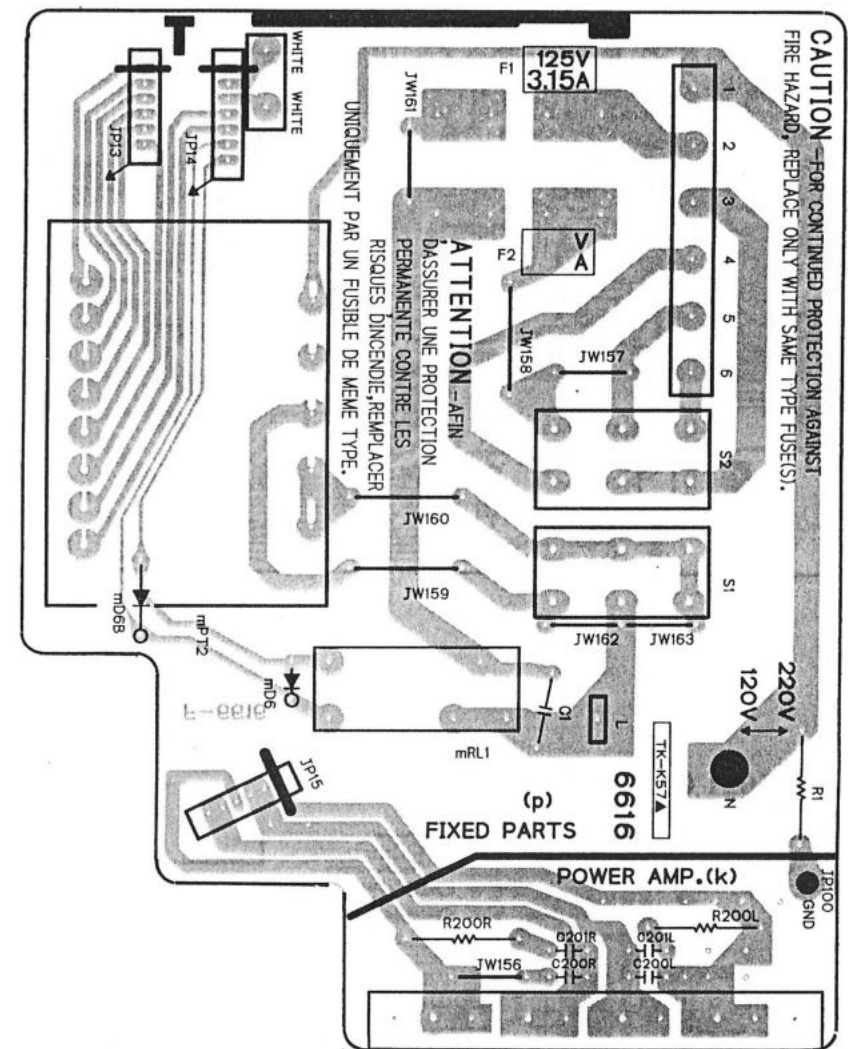 CAUTION -FOR CONTINUED PROTECTION AGAINST
FIRE HAZARD, REPLACE ONLY WITH SAME TYPE FUSE(S).
WHITE
WHITE
F1
125V
3.15A
JW161
JP13
JP14
1
2
3
4
5
6
F2
V
A
ATTENTION -AFIN
DASSURER UNE PROTECTION
PERMANENTE CONTRE LES
RISQUES DINCENDIE,REMPLACER
UNIQUEMENT PAR UN FUSIBLE DE MEME TYPE.
JW158
JW157
S2
JW160
S1
JW159
mD6B
mPT2
JW162
JW163
mD6
F-6616
C1
L
mRL1
220V
120V
N
R1
JP15
TK-K57▲
6616
(p)
FIXED PARTS
POWER AMP.(k)
JP100
GND
R200R
R200L
C201R
C201L
JW156
C200R
C200L